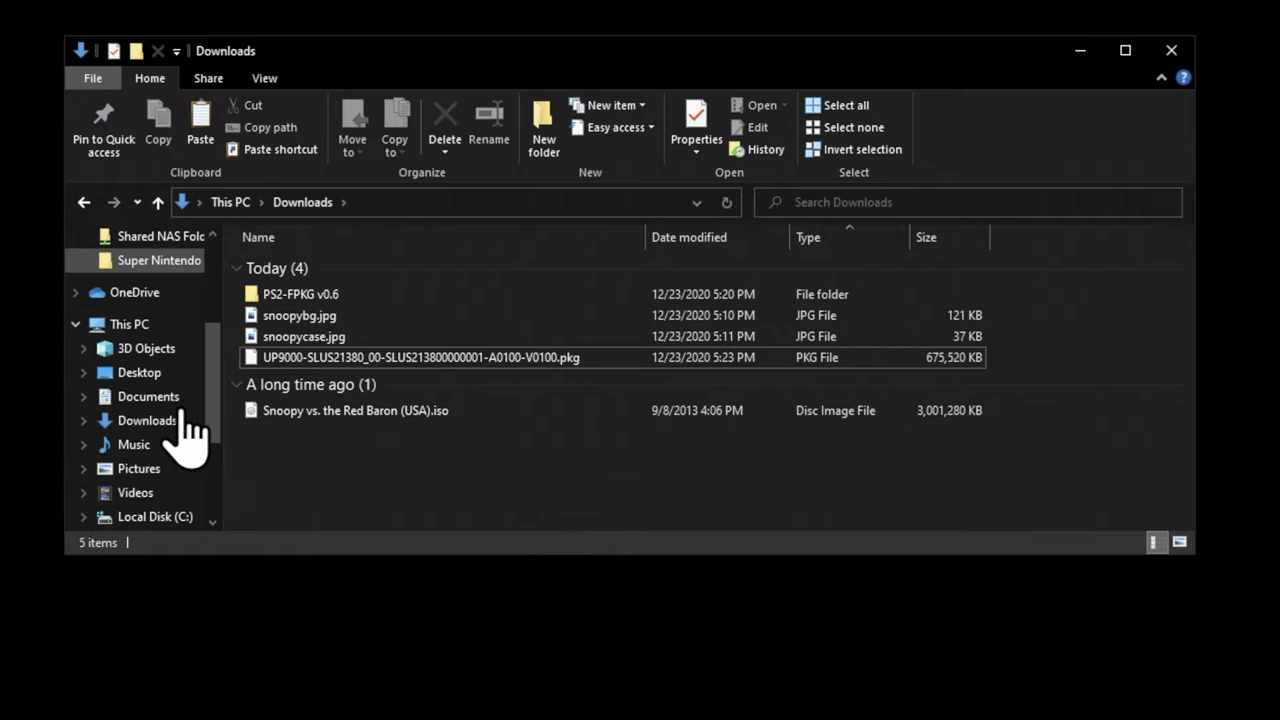 Downloads
File Home Share View
Pin to Quick access
Copy
Paste
Cut
Copy path
Paste shortcut
Clipboard
Move to
Copy to
Delete
Rename
Organize
New folder
New item
Easy access
New
Properties
Open
Edit
History
Open
Select all
Select none
Invert selection
Select
This PC > Downloads >
Search Downloads
Shared NAS Folc
Super Nintendo
OneDrive
This PC
3D Objects
Desktop
Documents
Downloads
Music
Pictures
Videos
Local Disk (C:)
Name Date modified Type Size
Today (4)
PS2-FPKG v0.6 12/23/2020 5:20 PM File folder
snoopybg.jpg 12/23/2020 5:10 PM JPG File 121 KB
snoopycase.jpg 12/23/2020 5:11 PM JPG File 37 KB
UP9000-SLUS21380_00-SLUS213800000001-A0100-V0100.pkg 12/23/2020 5:23 PM PKG File 675,520 KB
A long time ago (1)
Snoopy vs. the Red Baron (USA).iso 9/8/2013 4:06 PM Disc Image File 3,001,280 KB
5 items